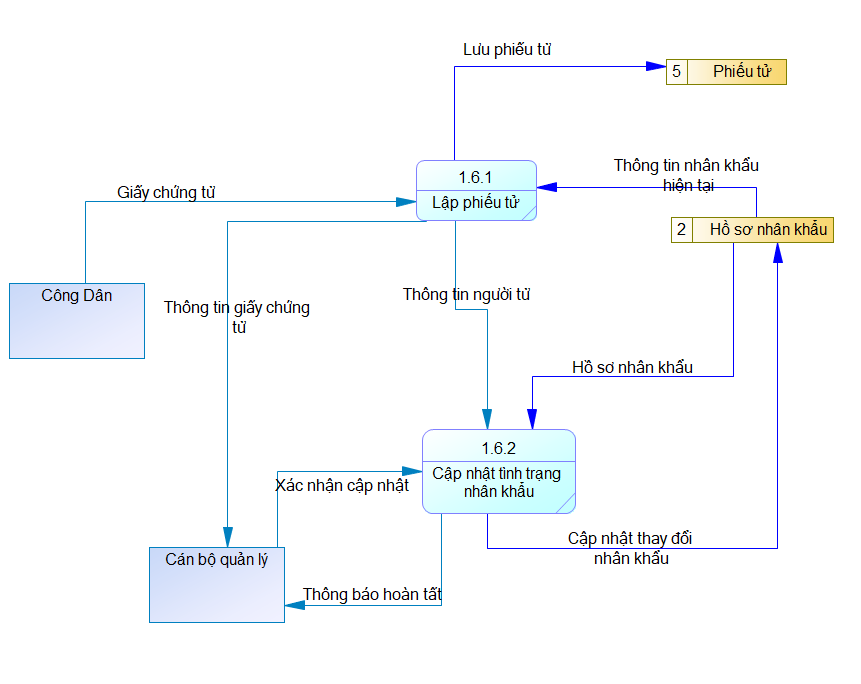 Lưu phiếu tử
5 Phiếu tử
Thông tin nhân khẩu
hiện tại
1.6.1
Giấy chứng tử
Lập phiếu tử
2 Hồ sơ nhân khẩu
Công Dân
Thông tin người tử
Thông tin giấy chứng
tử
Hồ sơ nhân khẩu
1.6.2
Cập nhật tình trạng
nhân khẩu
Xác nhận cập nhật
Cập nhật thay đổi
nhân khẩu
Cán bộ quản lý
Thông báo hoàn tất